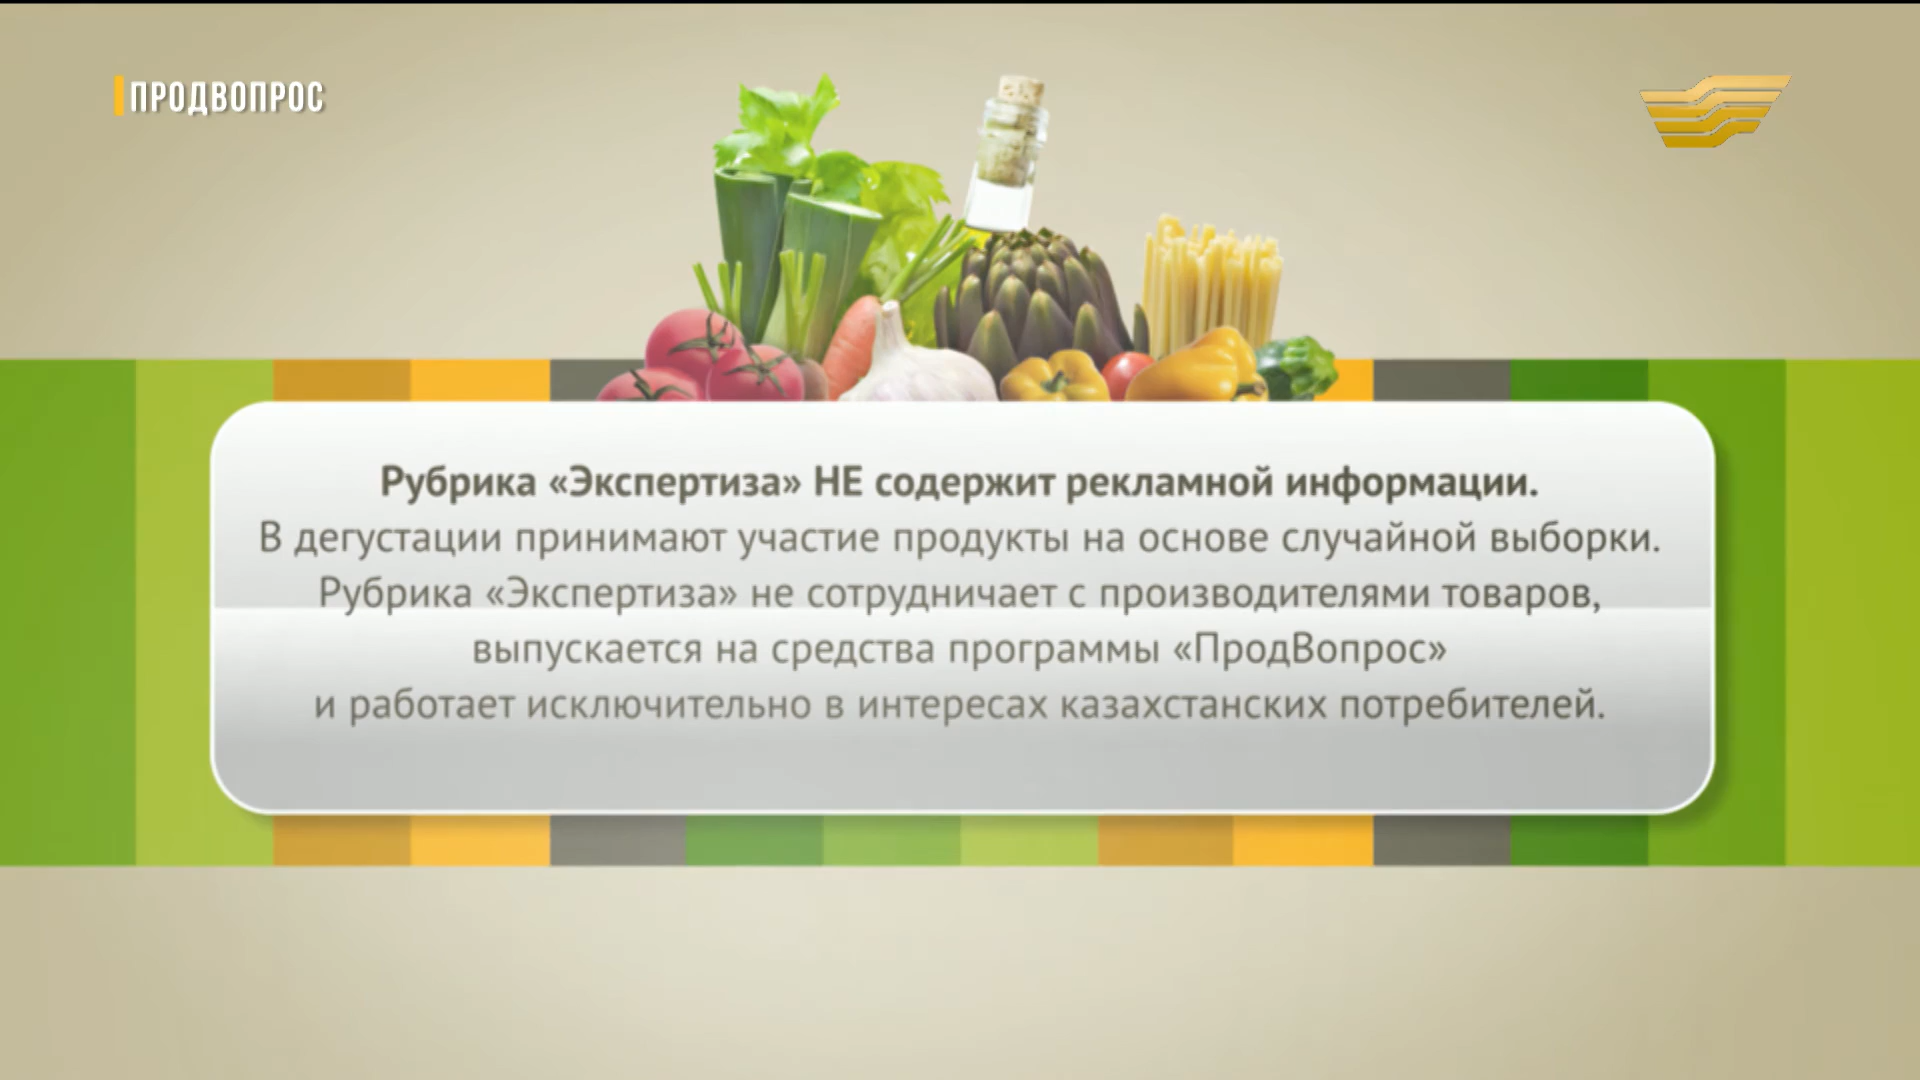 ПРОДВОПРОС
Рубрика «Экспертиза» НЕ содержит рекламной информации.
В дегустации принимают участие продукты на основе случайной выборки.
Рубрика «Экспертиза» не сотрудничает с производителями товаров,
выпускается на средства программы «ПродВопрос»
и работает исключительно в интересах казахстанских потребителей.